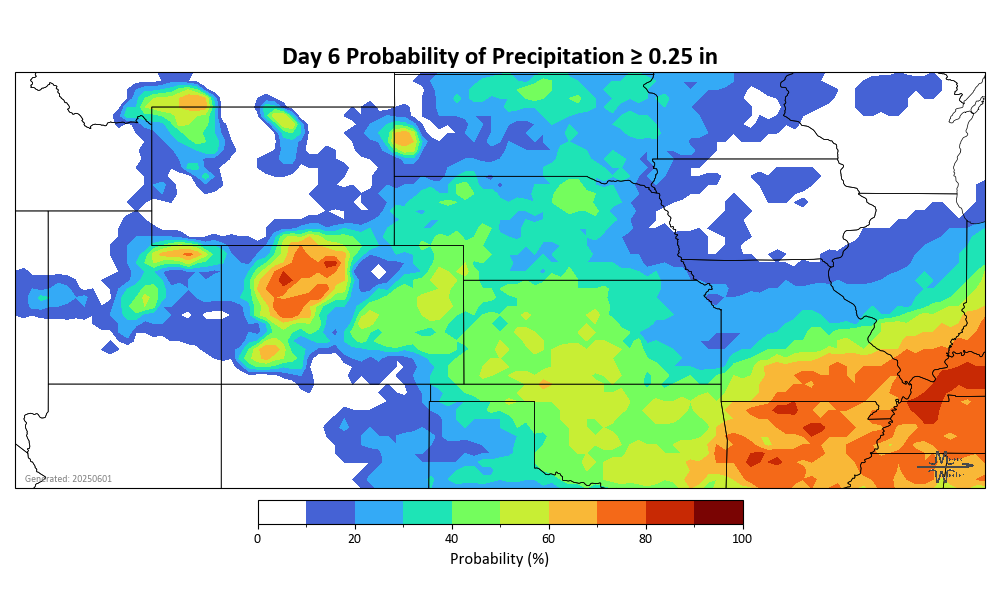 Day 6 Probability of Precipitation ≥ 0.25 in
Generated: 20250601
0 20 40 60 80 100
Probability (%)